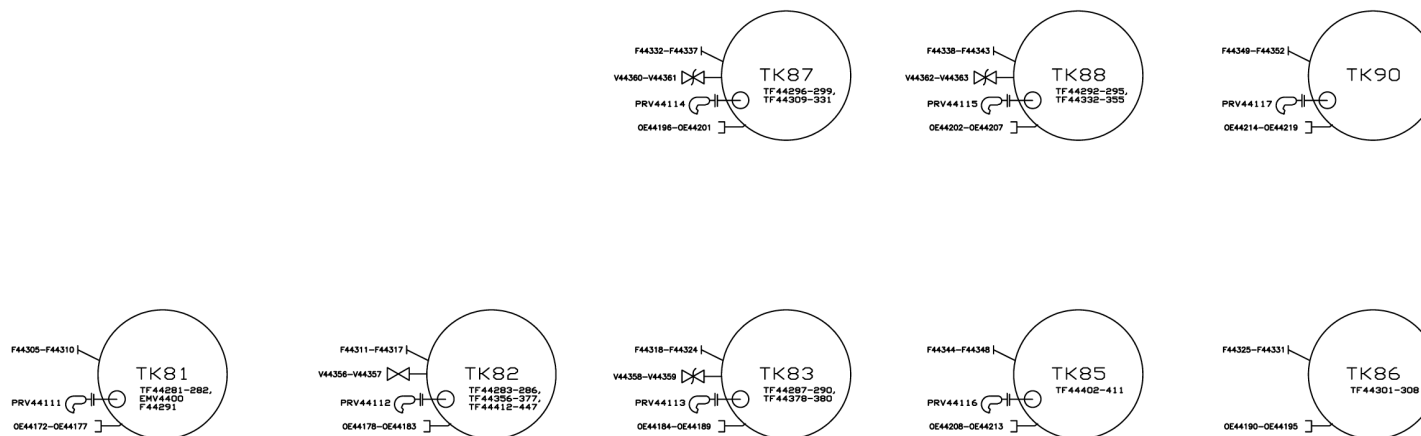 F44332-F44337
V44360-V44361
TK87
TF44296-299,
TF44309-331
PRV44114
OE44196-OE44201
F44338-F44343
V44362-V44363
TK88
TF44292-295,
TF44332-355
PRV44115
OE44202-OE44207
F44349-F44352
TK90
PRV44117
OE44214-OE44219
F44305-F44310
TK81
TF44281-282,
EMV4400
F44291
PRV44111
OE44172-OE44177
F44311-F44317
V44356-V44357
TK82
TF44283-286,
TF44356-377,
TF44412-447
PRV44112
OE44178-OE44183
F44318-F44324
V44358-V44359
TK83
TF44287-290,
TF44378-380
PRV44113
OE44184-OE44189
F44344-F44348
TK85
TF44402-411
PRV44116
OE44208-OE44213
F44325-F44331
TK86
TF44301-308
OE44190-OE44195